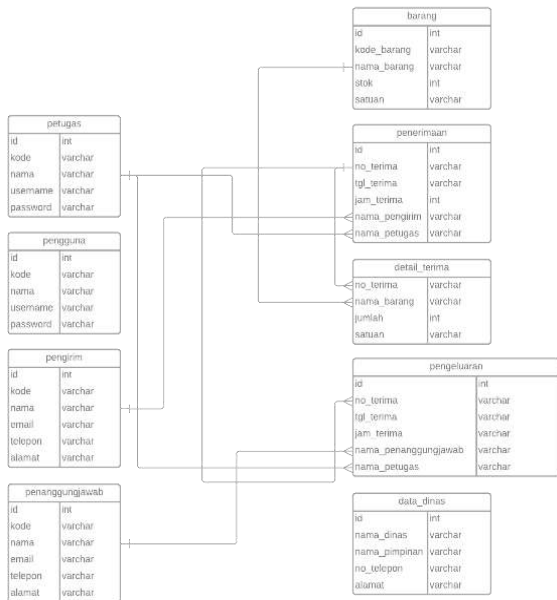 petugas
id int
kode varchar
nama varchar
username varchar
password varchar
pengguna
id int
kode varchar
nama varchar
username varchar
password varchar
pengirim
id int
kode varchar
nama varchar
email varchar
telepon varchar
alamat varchar
penanggungjawab
id int
kode varchar
nama varchar
email varchar
telepon varchar
alamat varchar
barang
id int
kode_barang varchar
nama_barang varchar
stok int
satuan varchar
penerimaan
id int
no_terima varchar
tgl_terima varchar
jam_terima int
nama_pengirim varchar
nama_petugas varchar
detail_terima
no_terima varchar
nama_barang varchar
jumlah int
satuan varchar
pengeluaran
id int
no_terima varchar
tgl_terima varchar
jam_terima varchar
nama_penanggungjawab varchar
nama_petugas varchar
data_dinas
id int
nama_dinas varchar
nama_pimpinan varchar
no_telepon varchar
alamat varchar